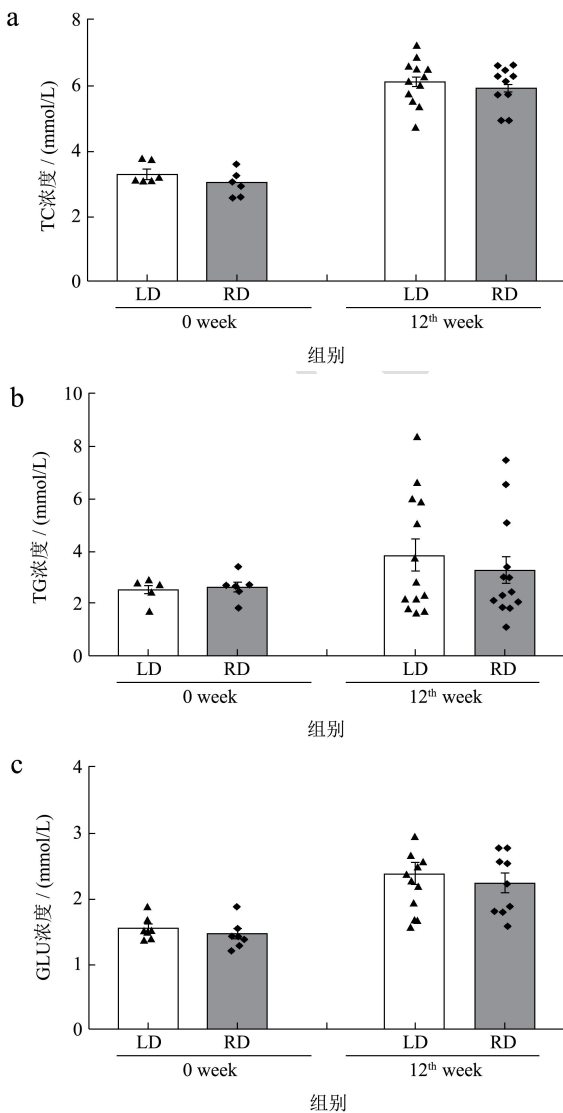 a
8
6
4
2
0
TC浓度 / (mmol/L)
LD RD LD RD
0 week 12th week
组别
b
10
8
6
4
2
0
TG浓度 / (mmol/L)
LD RD LD RD
0 week 12th week
组别
c
4
3
2
1
0
GLU浓度 / (mmol/L)
LD RD LD RD
0 week 12th week
组别